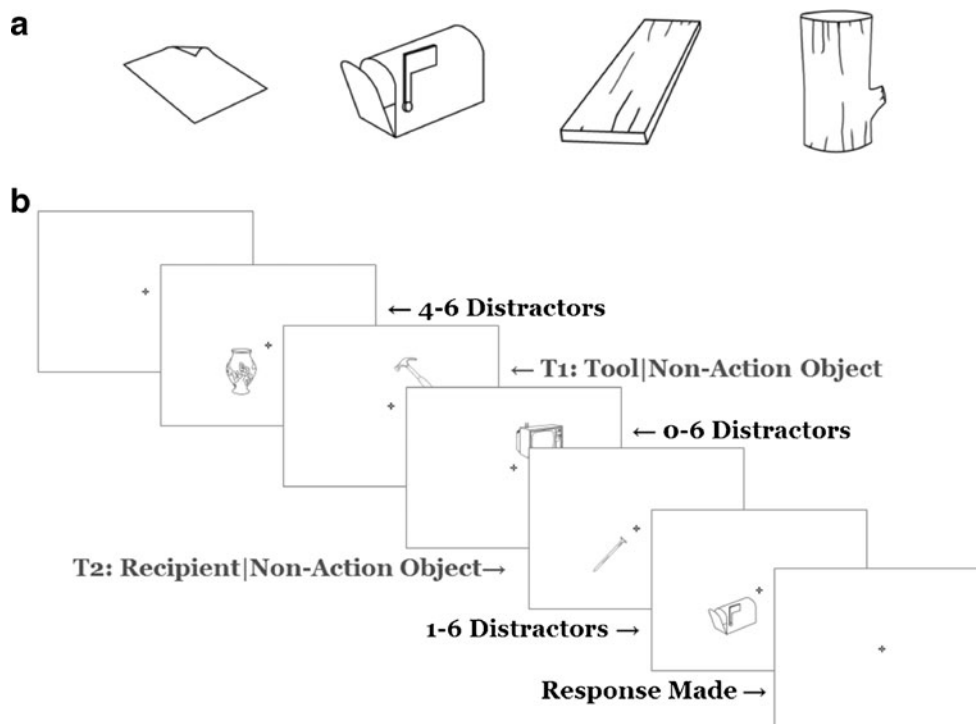 a
b
← 4-6 Distractors
← T1: Tool|Non-Action Object
← 0-6 Distractors
T2: Recipient|Non-Action Object→
1-6 Distractors →
Response Made →